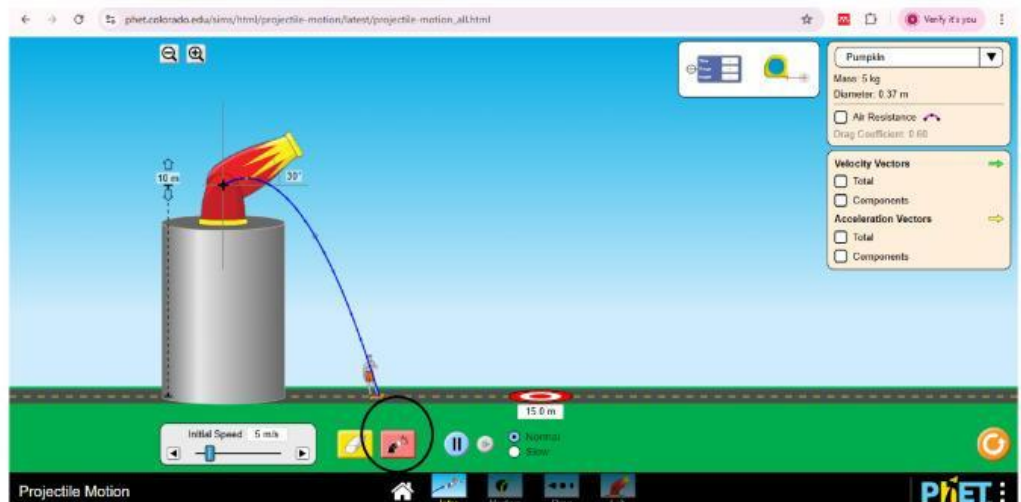 phet.colorado.edu/sims/html/projectile-motion/latest/projectile-motion_all.html
Verify it's you
Pumpkin
Mass: 5 kg
Diameter: 0.37 m
Air Resistance
Drag Coefficient: 0.60
Velocity Vectors
Total
Components
Acceleration Vectors
Total
Components
10 m
30°
15.0 m
Initial Speed 5 m/s
Normal
Slow
Projectile Motion
Intro
PhET